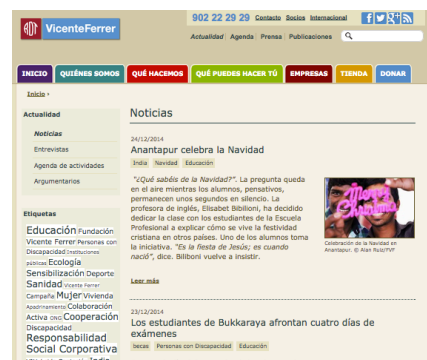 VicenteFerrer
902 22 29 29 Contacto Socios Internacional
Actualidad Agenda Prensa Publicaciones
INICIO QUIÉNES SOMOS QUÉ HACEMOS QUÉ PUEDES HACER TÚ EMPRESAS TIENDA DONAR
Inicio ›
Actualidad
Noticias
Entrevistas
Agenda de actividades
Argumentarios
Etiquetas
Educación Fundación
Vicente Ferrer Personas con
Discapacidad Instituciones
públicas Ecología
Sensibilización Deporte
Sanidad Vicente Ferrer
Campaña Mujer Vivienda
Apadrinamiento Colaboración
Activa ONG Cooperación
Discapacidad
Responsabilidad
Social Corporativa
Noticias
24/12/2014
Anantapur celebra la Navidad
India Navidad Educación
"¿Qué sabéis de la Navidad?". La pregunta queda
en el aire mientras los alumnos, pensativos,
permanecen unos segundos en silencio. La
profesora de inglés, Elisabet Bibiloni, ha decidido
dedicar la clase con los estudiantes de la Escuela
Profesional a explicar cómo se vive la festividad
cristiana en otros países. Uno de los alumnos toma
la iniciativa. "Es la fiesta de Jesús; es cuando
nació", dice. Biliboni vuelve a insistir.
Merry
Christmas
Celebración de la Navidad en
Anantapur. © Alan Ruiz/FVF
Leer más
23/12/2014
Los estudiantes de Bukkaraya afrontan cuatro días de
exámenes
becas Personas con Discapacidad Educación